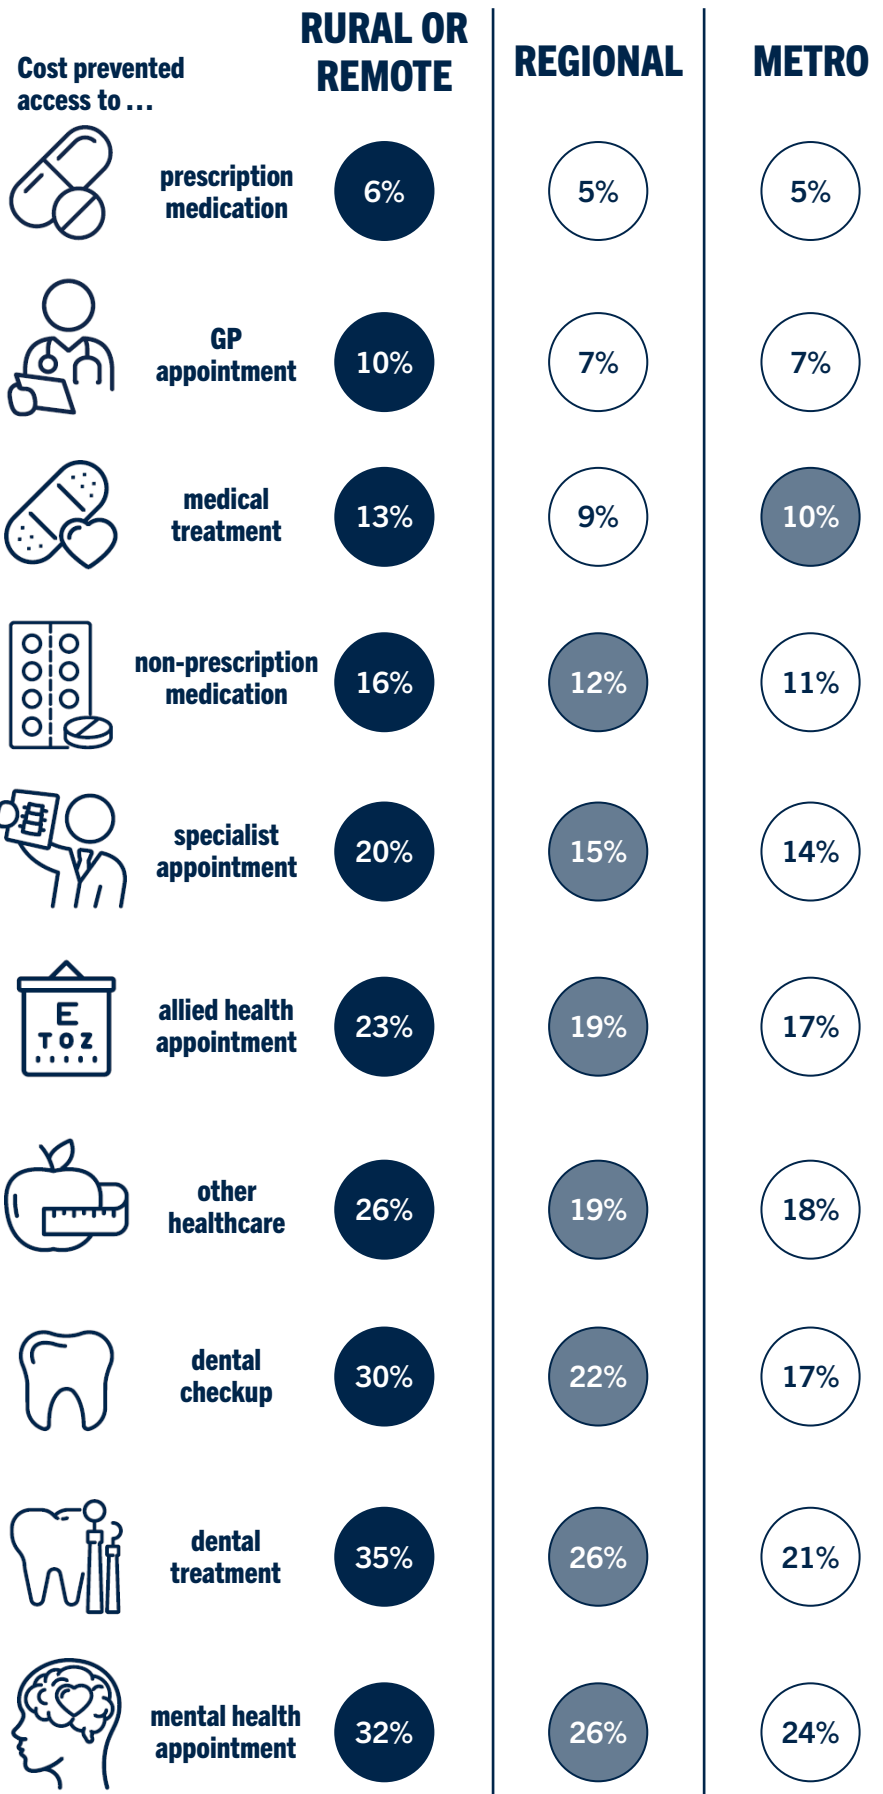 RURAL OR
REMOTE
REGIONAL
METRO
Cost prevented
access to ...
prescription
medication
6%
5%
5%
GP
appointment
10%
7%
7%
medical
treatment
13%
9%
10%
non-prescription
medication
16%
12%
11%
specialist
appointment
20%
15%
14%
E
TOZ
allied health
appointment
23%
19%
17%
other
healthcare
26%
19%
18%
dental
checkup
30%
22%
17%
dental
treatment
35%
26%
21%
mental health
appointment
32%
26%
24%